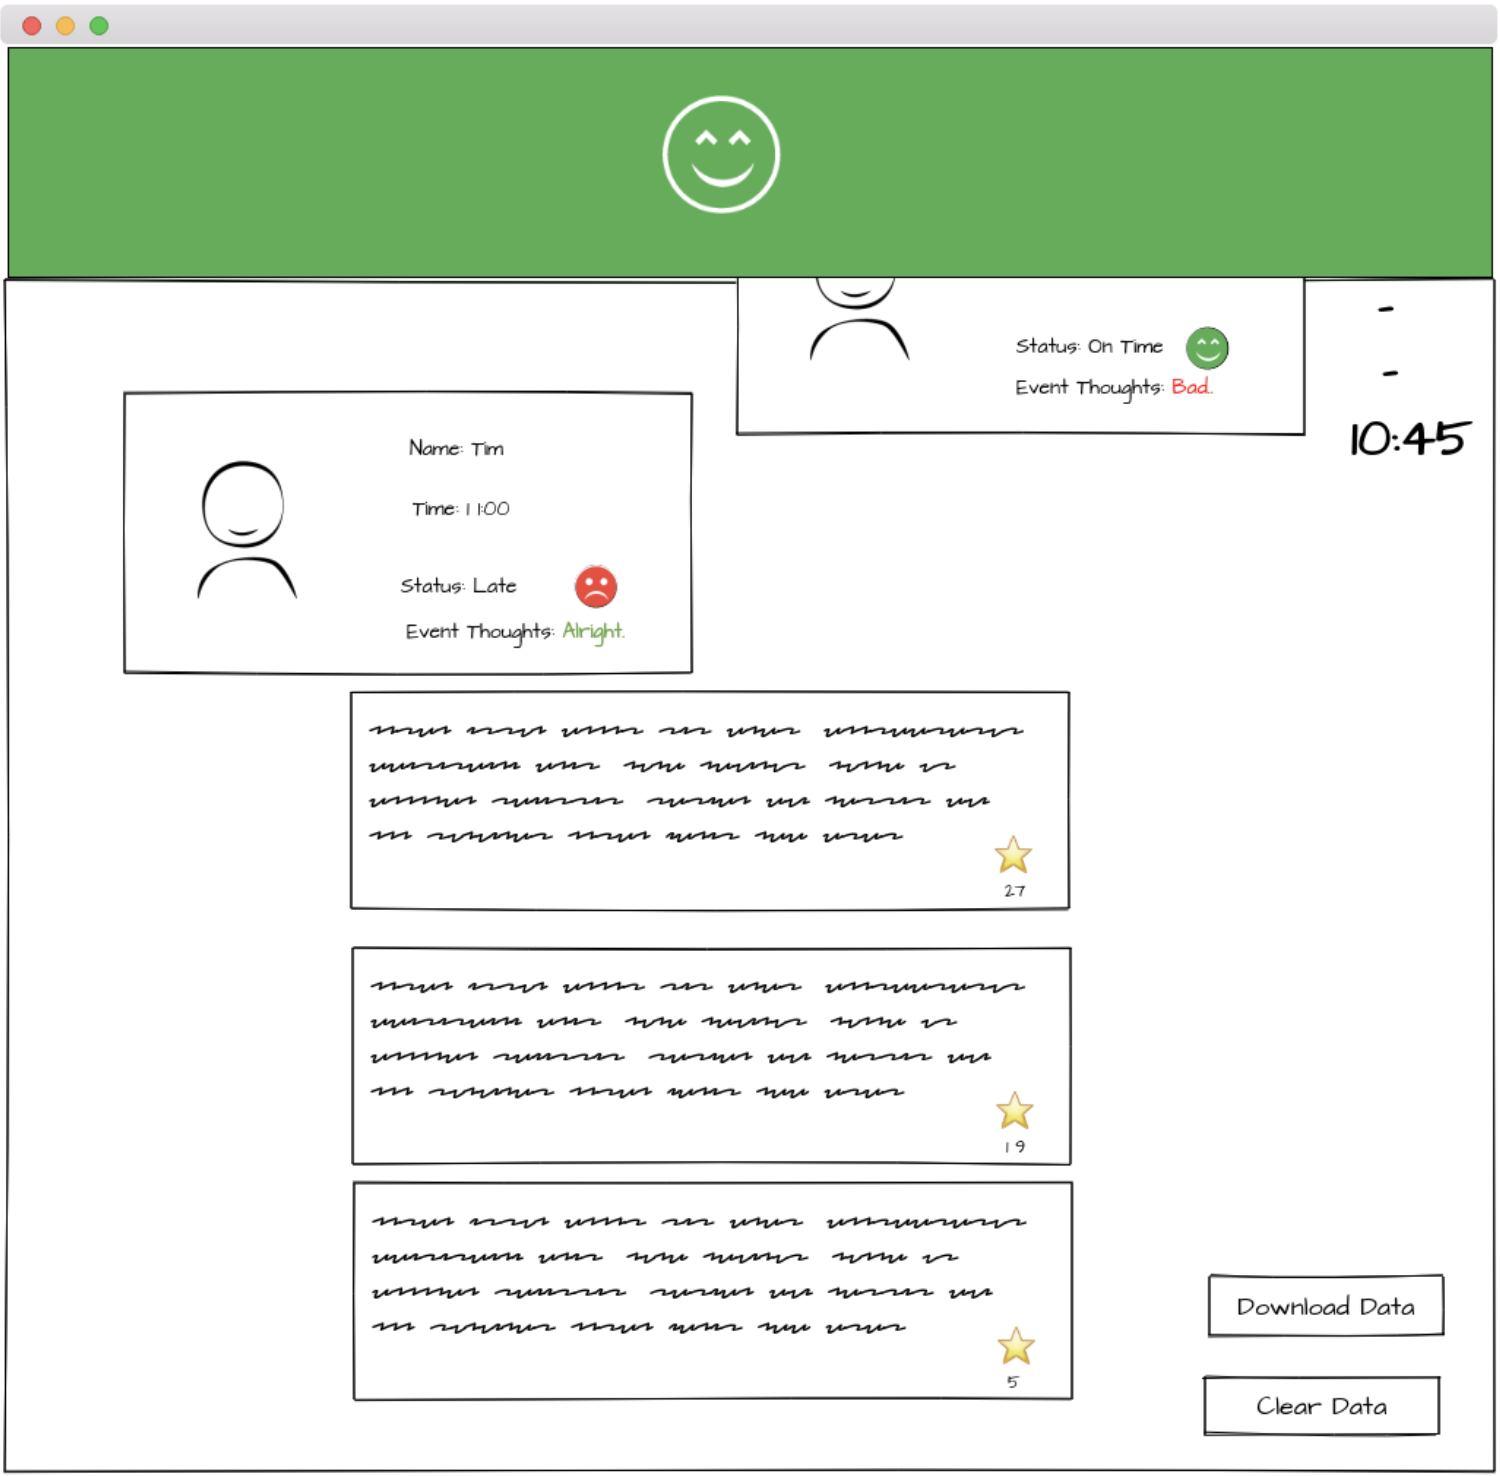 Status: On Time
Event Thoughts: Bad..
10:45
Name: Tim
Time: 11:00
Status: Late
Event Thoughts: Alright.
27
19
5
Download Data
Clear Data